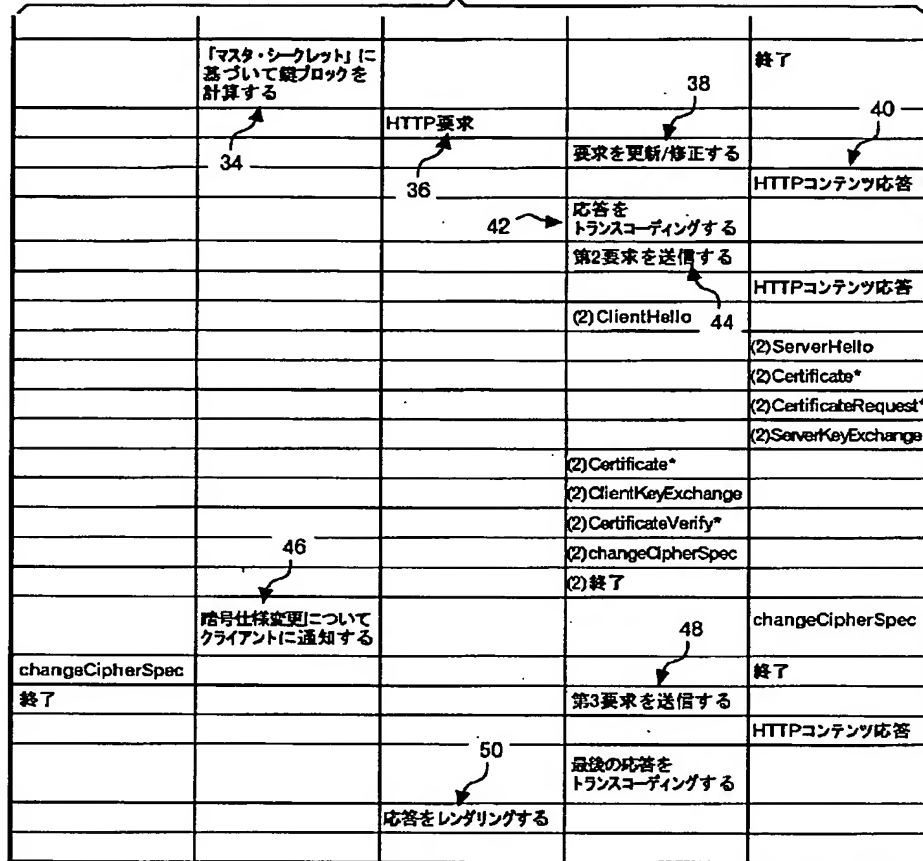 「マスタ・シークレット」に
基づいて鍵ブロックを
計算する
終了
38
34
HTTP要求
40
36
要求を更新/修正する
HTTPコンテンツ応答
42
応答を
トランスコーディングする
第2要求を送信する
HTTPコンテンツ応答
(2)ClientHello
44
(2)ServerHello
(2)Certificate*
(2)CertificateRequest*
(2)ServerKeyExchange
(2)Certificate*
(2)ClientKeyExchange
(2)CertificateVerify*
46
(2)changeCipherSpec
(2)終了
暗号仕様変更について
クライアントに通知する
changeCipherSpec
48
changeCipherSpec
終了
終了
第3要求を送信する
HTTPコンテンツ応答
50
最後の応答を
トランスコーディングする
応答をレンダリングする